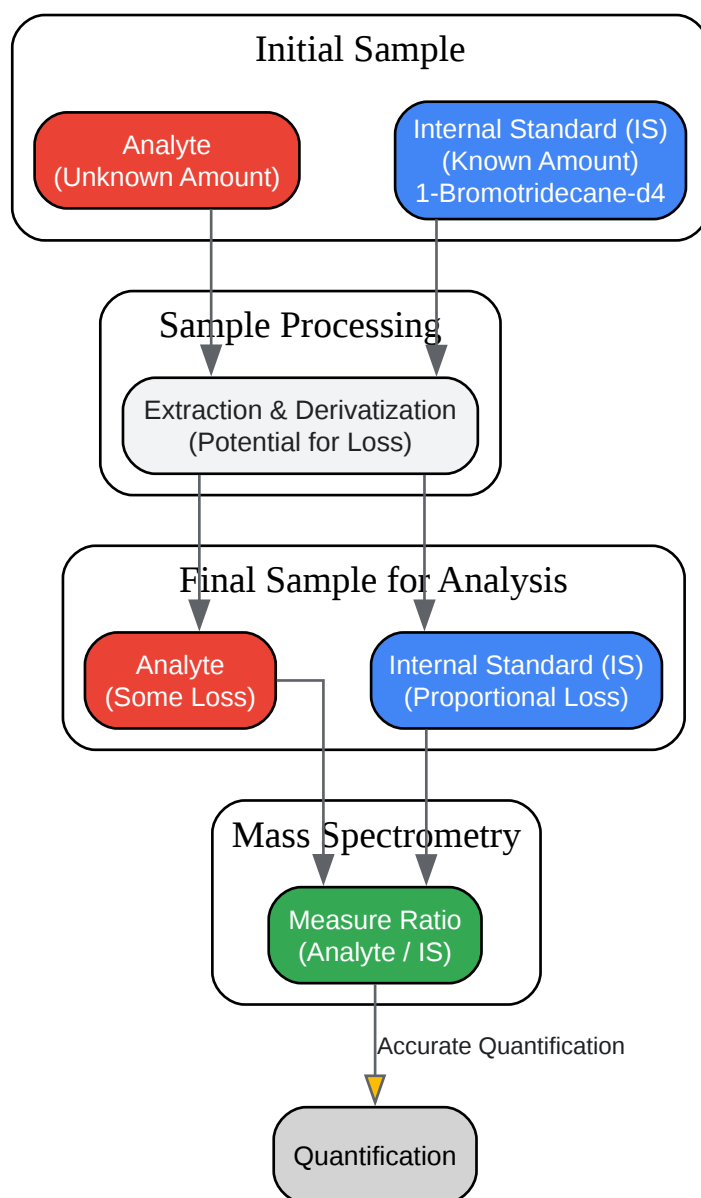 Initial Sample
Analyte
(Unknown Amount)
Internal Standard (IS)
(Known Amount)
1-Bromotridecane-d4
Sample Processing
Extraction & Derivatization
(Potential for Loss)
Final Sample for Analysis
Analyte
(Some Loss)
Internal Standard (IS)
(Proportional Loss)
Mass Spectrometry
Measure Ratio
(Analyte / IS)
Accurate Quantification
Quantification